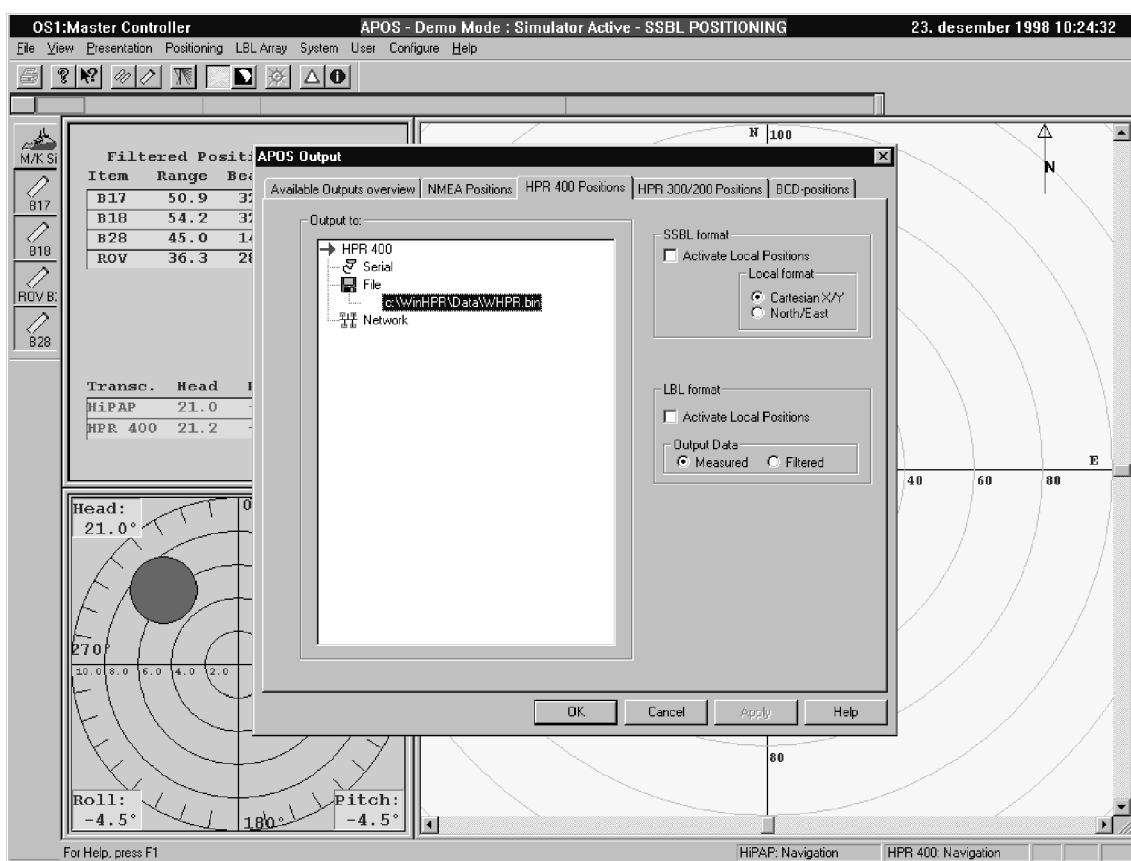 OS1:Master Controller APOS - Demo Mode : Simulator Active - SSBL POSITIONING 23. desember 1998 10:24:32
File View Presentation Positioning LBL Array System User Configure Help
M/K Si
B17
B18
ROV B:
B28
Filtered Positi
Item Range Bea
B17 50.9 32
B18 54.2 32
B28 45.0 14
ROV 36.3 28
Transc. Head
HiPAP 21.0
HPR 400 21.2
APOS Output
Available Outputs overview NMEA Positions HPR 400 Positions HPR 300/200 Positions BCD-positions
Output to:
HPR 400
Serial
File
c:\WinHPR\Data\WHPR.bin
Network
SSBL format
Activate Local Positions
Local format
Cartesian X/Y
North/East
LBL format
Activate Local Positions
Output Data
Measured Filtered
OK Cancel Apply Help
N 100
N
E
40 60 80
80
Head:
21.0°
0
270
10.0 8.0 6.0 4.0 2.0
Roll:
-4.5°
180°
Pitch:
-4.5°
For Help, press F1 HiPAP: Navigation HPR 400: Navigation